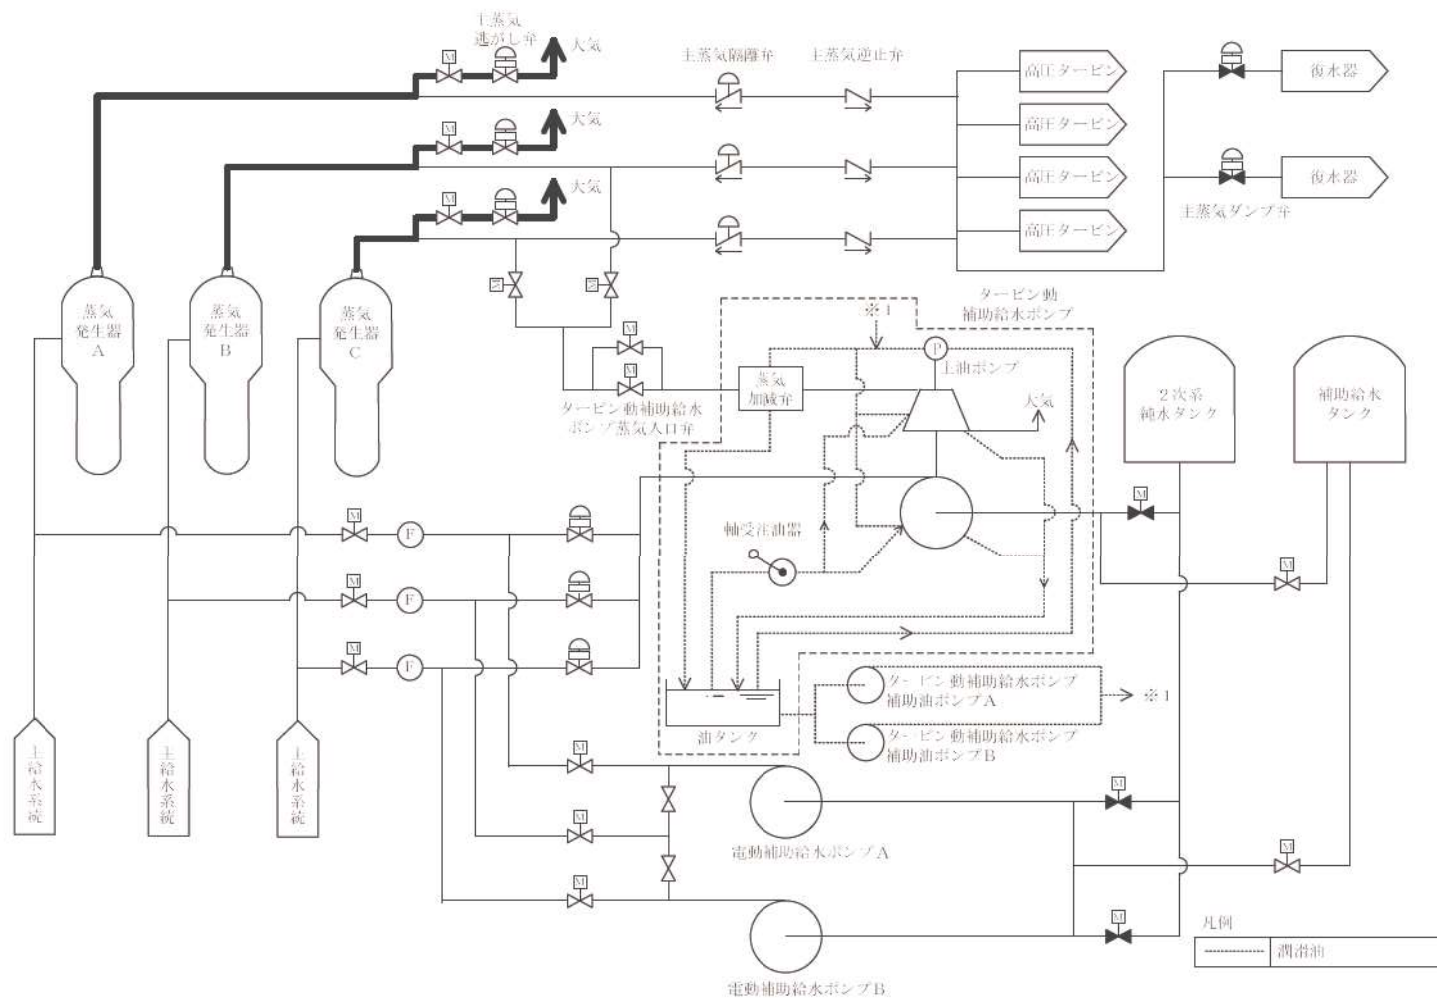 主蒸気
逃がし弁
大気
大気
大気
M
M
M
主蒸気隔離弁
主蒸気逆止弁
高圧タービン
高圧タービン
高圧タービン
高圧タービン
復水器
復水器
主蒸気ダンプ弁
蒸気
発生器
A
蒸気
発生器
B
蒸気
発生器
C
M
M
M
M
タービン動補助給水
ポンプ蒸気入口弁
タービン動
補助給水ポンプ
※1
P
主油ポンプ
蒸気
加減弁
大気
2次系
純水タンク
補助給水
タンク
M
M
軸受注油器
M
F
M
F
M
F
油タンク
タービン動補助給水ポンプ
補助油ポンプA
タービン動補助給水ポンプ
補助油ポンプB
※1
主給水系統
主給水系統
主給水系統
M
M
M
電動補助給水ポンプA
電動補助給水ポンプB
M
M
M
凡例
潤滑油